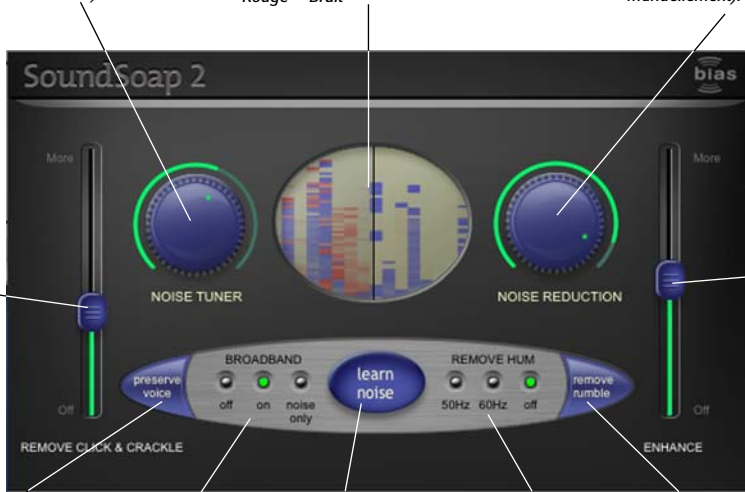 Rouge = Bruit
manuellement).
SoundSoap 2
bias
More
More
NOISE TUNER
NOISE REDUCTION
BROADBAND
REMOVE HUM
preserve
voice
learn
noise
remove
rumble
off
on
noise
only
50Hz
60Hz
off
Off
Off
REMOVE CLICK & CRACKLE
ENHANCE